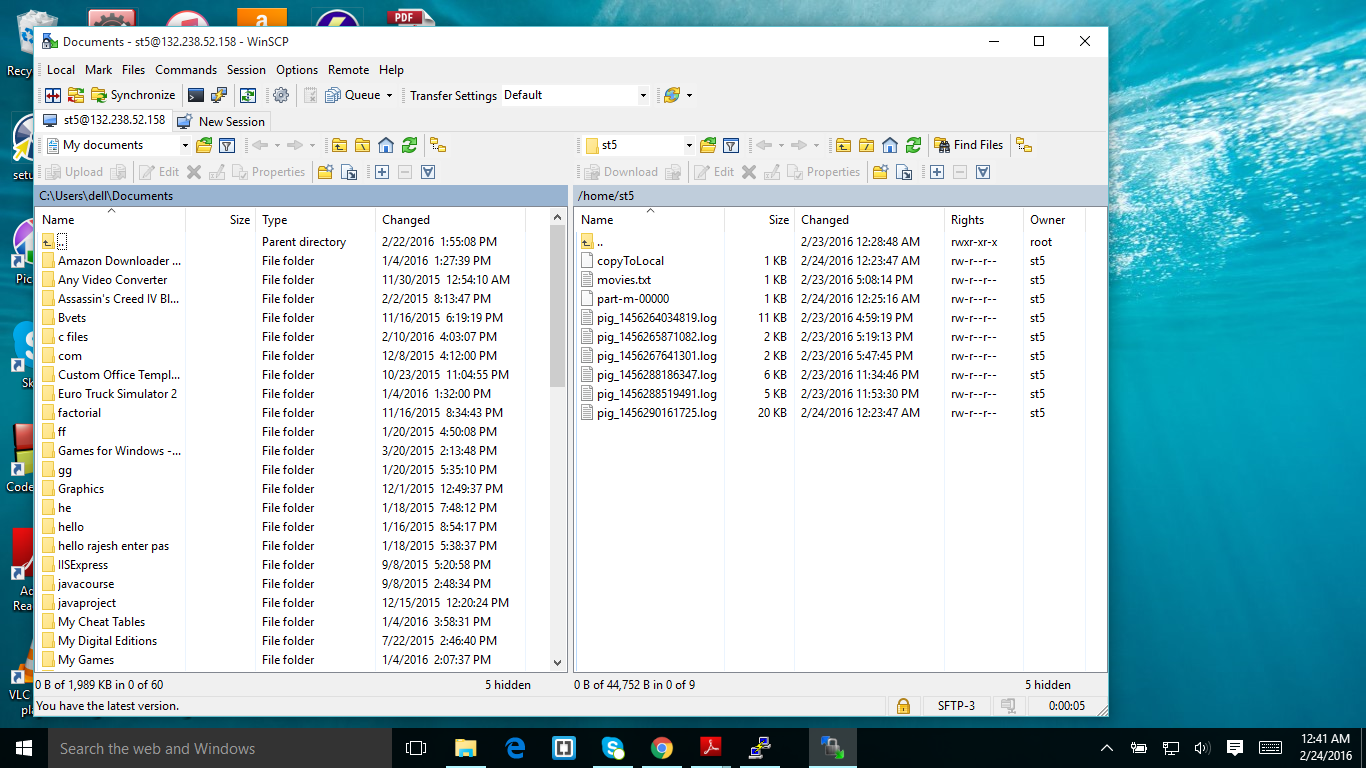 PDF
Documents - st5@132.238.52.158 - WinSCP
Recy
Local Mark Files Commands Session Options Remote Help
Synchronize Queue Transfer Settings Default
st5@132.238.52.158 New Session
My documents st5 Find Files
Upload Edit Properties Download Edit Properties
setu
C:\Users\dell\Documents /home/st5
Name Size Type Changed Name Size Changed Rights Owner
.. Parent directory 2/22/2016 1:55:08 PM .. 2/23/2016 12:28:48 AM rwxr-xr-x root
Amazon Downloader ... File folder 1/4/2016 1:27:39 PM copyToLocal 1 KB 2/24/2016 12:23:47 AM rw-r--r-- st5
Any Video Converter File folder 11/30/2015 12:54:10 AM movies.txt 1 KB 2/23/2016 5:08:14 PM rw-r--r-- st5
Pic
Assassin's Creed IV Bl... File folder 2/2/2015 8:13:47 PM part-m-00000 1 KB 2/24/2016 12:25:16 AM rw-r--r-- st5
Bvets File folder 11/16/2015 6:19:19 PM pig_1456264034819.log 11 KB 2/23/2016 4:59:19 PM rw-r--r-- st5
c files File folder 2/10/2016 4:03:07 PM pig_1456265871082.log 2 KB 2/23/2016 5:19:13 PM rw-r--r-- st5
com File folder 12/8/2015 4:12:00 PM pig_1456267641301.log 2 KB 2/23/2016 5:47:45 PM rw-r--r-- st5
Custom Office Templ... File folder 10/23/2015 11:04:55 PM pig_1456288186347.log 6 KB 2/23/2016 11:34:46 PM rw-r--r-- st5
Sk
Euro Truck Simulator 2 File folder 1/4/2016 1:32:00 PM pig_1456288519491.log 5 KB 2/23/2016 11:53:30 PM rw-r--r-- st5
factorial File folder 11/16/2015 8:34:43 PM pig_1456290161725.log 20 KB 2/24/2016 12:23:47 AM rw-r--r-- st5
ff File folder 1/20/2015 4:50:08 PM
Games for Windows -... File folder 3/20/2015 2:13:48 PM
gg File folder 1/20/2015 5:35:10 PM
Code
Graphics File folder 12/1/2015 12:49:37 PM
he File folder 1/18/2015 7:48:12 PM
hello File folder 1/16/2015 8:54:17 PM
hello rajesh enter pas File folder 1/18/2015 5:38:37 PM
IISExpress File folder 9/8/2015 5:20:58 PM
javacourse File folder 9/8/2015 2:48:34 PM
Ad
Rea
javaproject File folder 12/15/2015 12:20:24 PM
My Cheat Tables File folder 1/4/2016 3:58:31 PM
My Digital Editions File folder 7/22/2015 2:46:40 PM
My Games File folder 1/4/2016 2:07:37 PM
0 B of 1,989 KB in 0 of 60 5 hidden 0 B of 44,752 B in 0 of 9 5 hidden
VLC
pl
You have the latest version. SFTP-3 0:00:05
Search the web and Windows
12:41 AM
2/24/2016